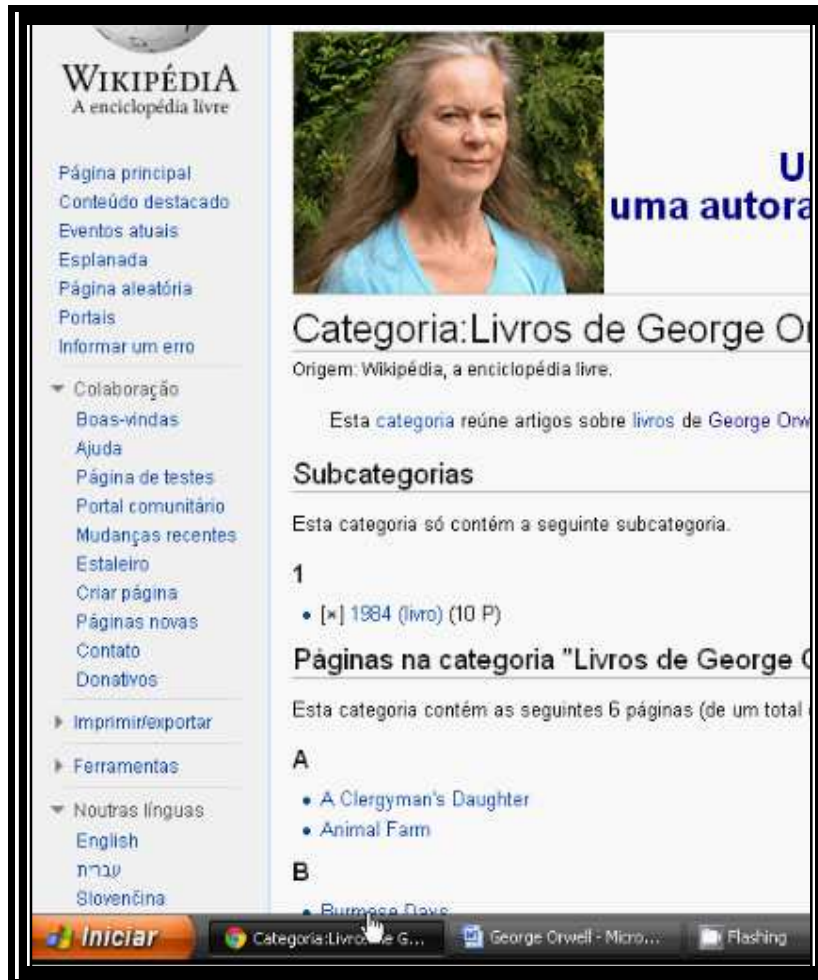 WIKIPÉDIA
A enciclopédia livre
Página principal
Conteúdo destacado
Eventos atuais
Esplanada
Página aleatória
Portais
Informar um erro
Colaboração
Boas-vindas
Ajuda
Página de testes
Portal comunitário
Mudanças recentes
Estaleiro
Criar página
Páginas novas
Contato
Donativos
Imprimir/exportar
Ferramentas
Noutras línguas
English
עברית
Slovenčina
uma autora
Categoria:Livros de George
Origem: Wikipédia, a enciclopédia livre.
Esta categoria reúne artigos sobre livros de George
Subcategorias
Esta categoria só contém a seguinte subcategoria.
1
[×] 1984 (livro) (10 P)
Páginas na categoria "Livros de George
Esta categoria contém as seguintes 6 páginas (de um total
A
A Clergyman's Daughter
Animal Farm
B
Burmese Days
Iniciar
Categoria:Livros de G...
George Orwell - Micro...
Flashing